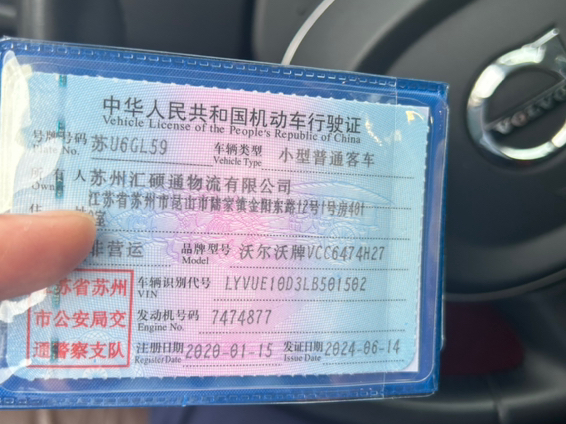 中华人民共和国机动车行驶证
Vehicle License of the People's Republic of China
号牌号码 苏U6GL59 车辆类型 小型普通客车
Plate No. Vehicle Type
所有人 苏州汇硕通物流有限公司
Owner
江苏省苏州市昆山市陆家镇金阳东路12号1号房401
室
非营运 品牌型号 沃尔沃牌VCC6474H27
Model
车辆识别代号 LYVUE10D3LB501502
VIN
发动机号码 7474877
Engine No.
注册日期 2020-01-15 发证日期 2024-06-14
Register Date Issue Date
苏省苏州
市公安局交
通警察支队
VOLVO